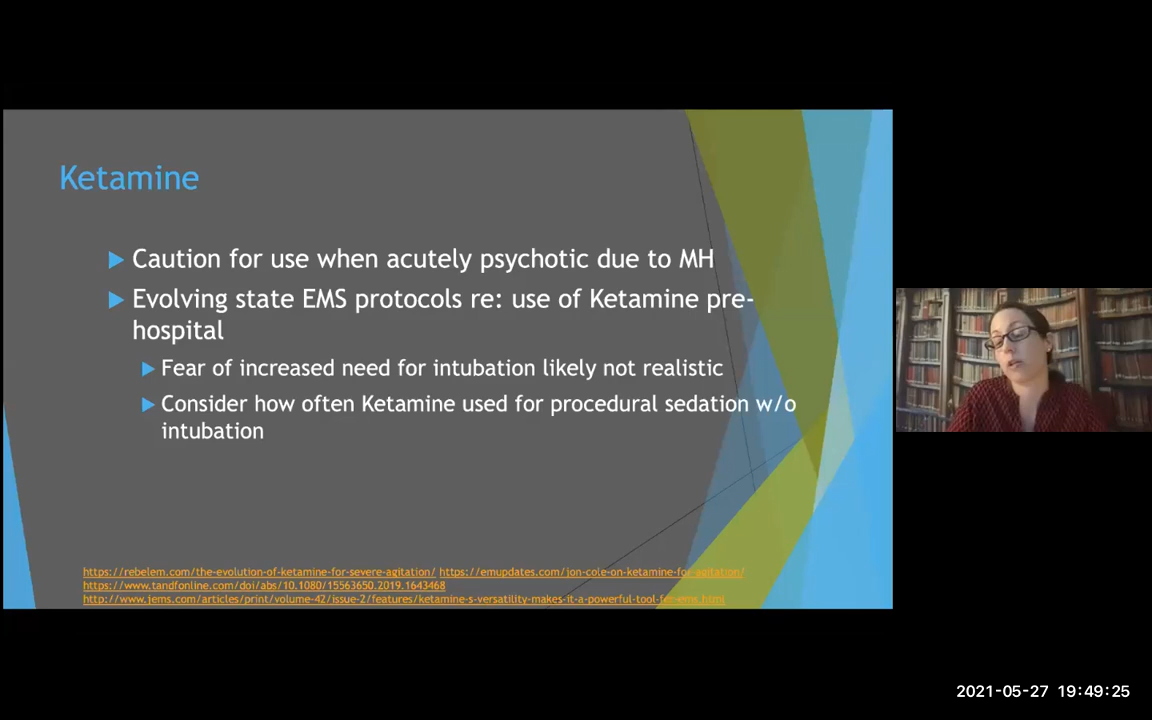 Ketamine
Caution for use when acutely psychotic due to MH
Evolving state EMS protocols re: use of Ketamine pre-
hospital
Fear of increased need for intubation likely not realistic
Consider how often Ketamine used for procedural sedation w/o
intubation
https://rebelem.com/the-evolution-of-ketamine-for-severe-agitation/ https://emupdates.com/jon-cole-on-ketamine-for-agitation/
https://www.tandfonline.com/doi/abs/10.1080/15563650.2019.1643468
http://www.jems.com/articles/print/volume-42/issue-2/features/ketamine-s-versatility-makes-it-a-powerful-tool-for-ems.html
2021-05-27 19:49:25